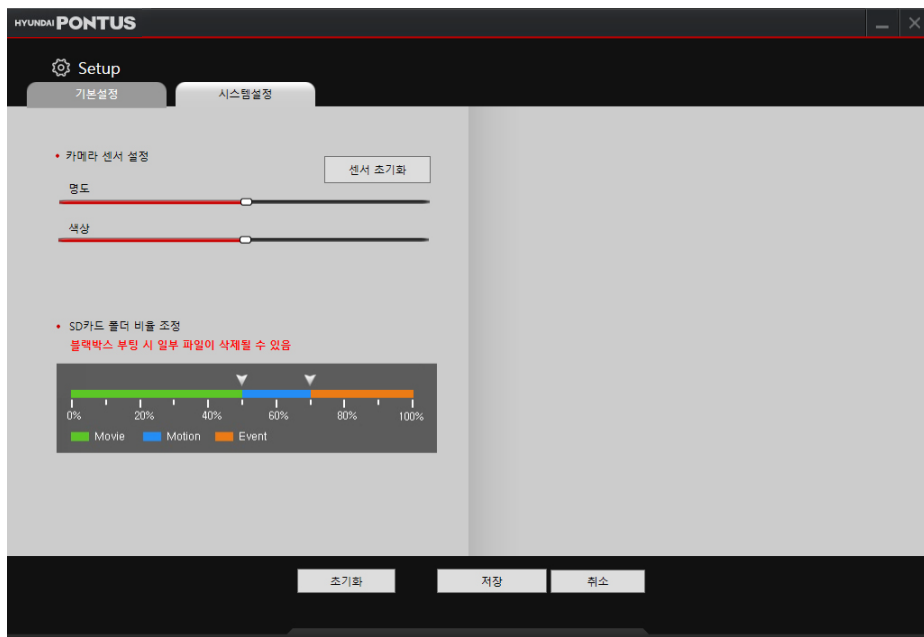 HYUNDAI PONTUS
Setup
기본설정 시스템설정
• 카메라 센서 설정
센서 초기화
명도
색상
• SD카드 폴더 비율 조정
블랙박스 부팅 시 일부 파일이 삭제될 수 있음
0% 20% 40% 60% 80% 100%
Movie Motion Event
초기화 저장 취소